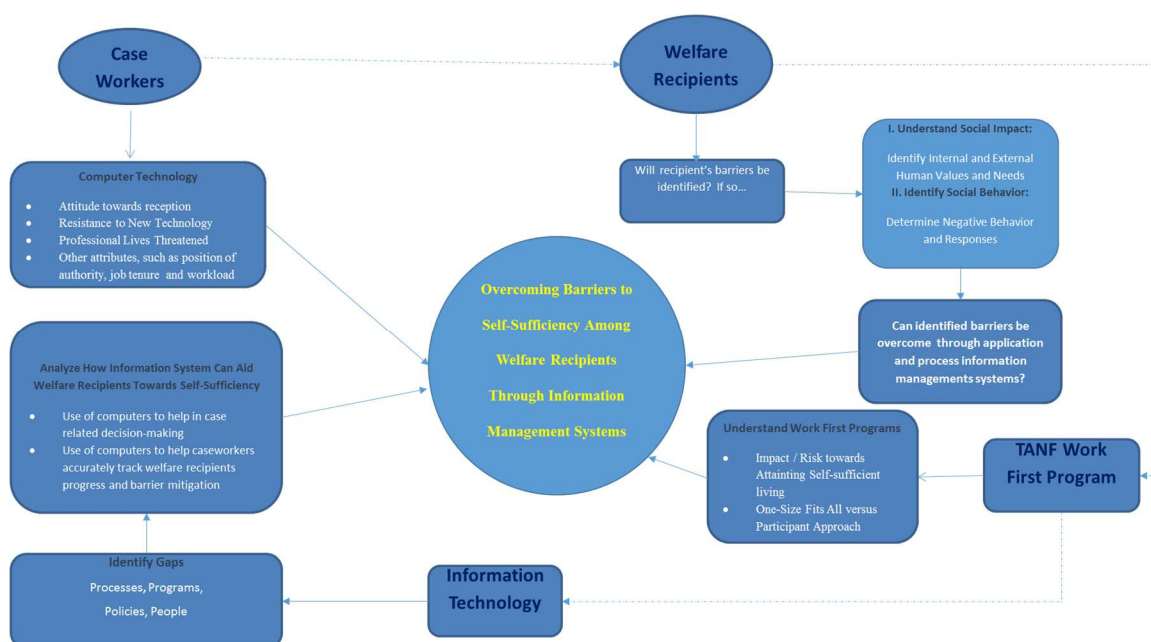 Case
Workers
Welfare
Recipients
Computer Technology
Attitude towards reception
Resistance to New Technology
Professional Lives Threatened
Other attributes, such as position of
authority, job tenure and workload
Will recipient's barriers be
identified? If so...
I. Understand Social Impact:
Identify Internal and External
Human Values and Needs
II. Identify Social Behavior:
Determine Negative Behavior
and Responses
Overcoming Barriers to
Self-Sufficiency Among
Welfare Recipients
Through Information
Management Systems
Can identified barriers be
overcome through application
and process information
managements systems?
Analyze How Information System Can Aid
Welfare Recipients Towards Self-Sufficiency
Use of computers to help in case
related decision-making
Use of computers to help caseworkers
accurately track welfare recipients
progress and barrier mitigation
Understand Work First Programs
Impact / Risk towards
Attainting Self-sufficient
living
One-Size Fits All versus
Participant Approach
TANF Work
First Program
Identify Gaps
Processes, Programs,
Policies, People
Information
Technology